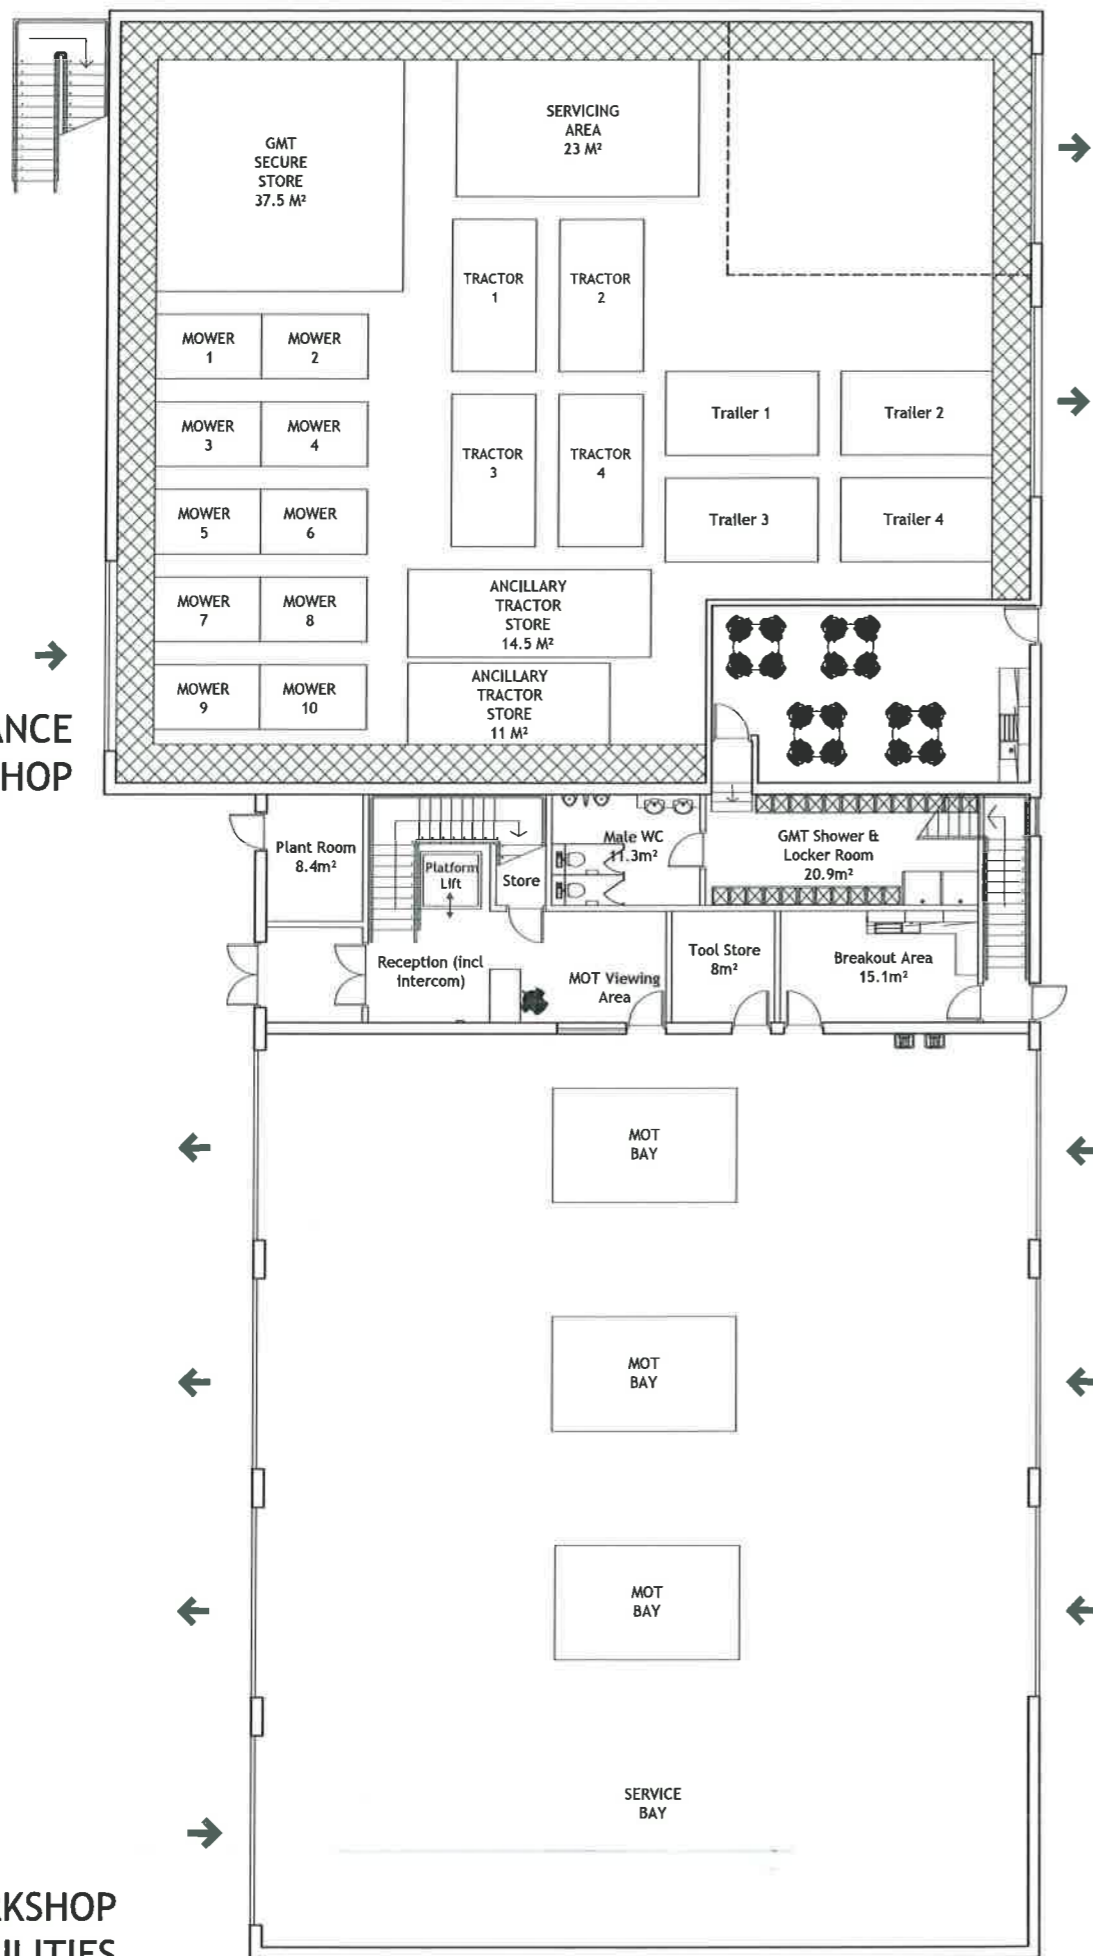 GMT
SECURE
STORE
37.5 M²
SERVICING
AREA
23 M²
TRACTOR
1
TRACTOR
2
MOWER
1
MOWER
2
Trailer 1
Trailer 2
MOWER
3
MOWER
4
TRACTOR
3
TRACTOR
4
MOWER
5
MOWER
6
Trailer 3
Trailer 4
MOWER
7
MOWER
8
ANCILLARY
TRACTOR
STORE
14.5 M²
MOWER
9
MOWER
10
ANCILLARY
TRACTOR
STORE
11 M²
ANCE
HOP
Plant Room
8.4m²
Platform
Lift
Store
Male WC
11.3m²
GMT Shower &
Locker Room
20.9m²
Reception (incl
intercom)
MOT Viewing
Area
Tool Store
8m²
Breakout Area
15.1m²
MOT
BAY
MOT
BAY
MOT
BAY
SERVICE
BAY
RKSHOP
ILITIES